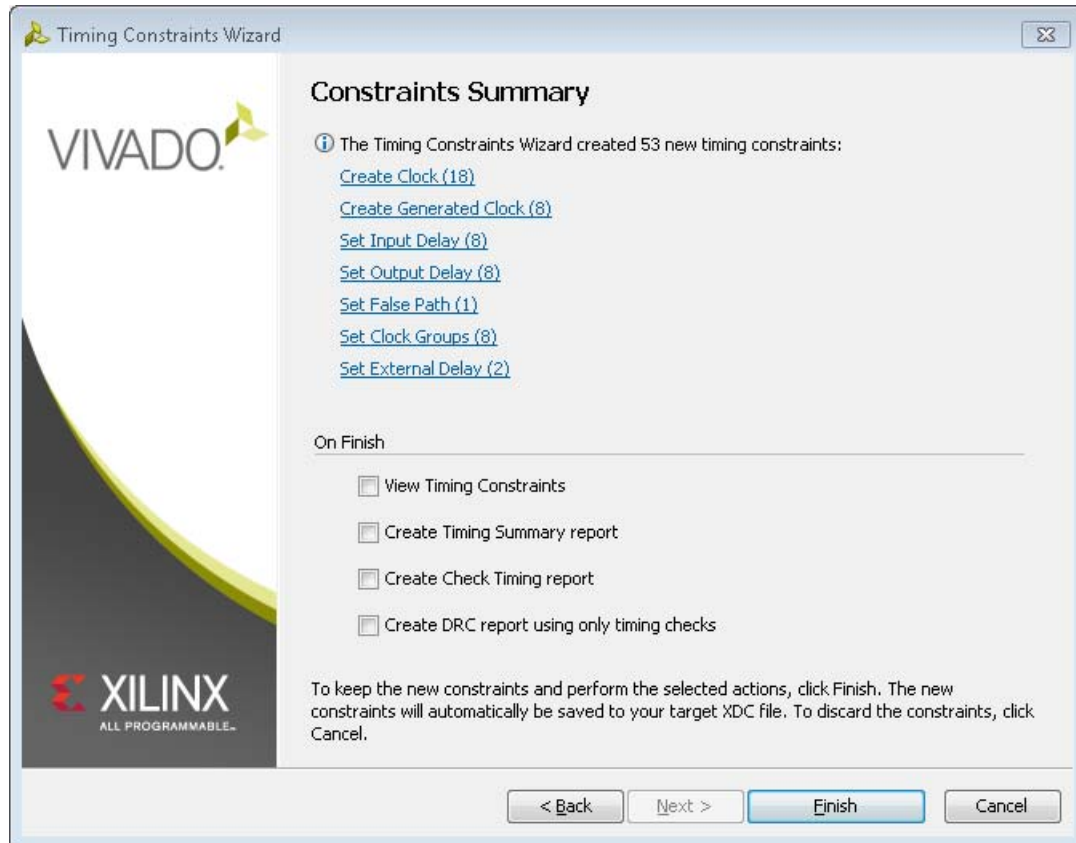 Timing Constraints Wizard
VIVADO.
Constraints Summary
The Timing Constraints Wizard created 53 new timing constraints:
Create Clock (18)
Create Generated Clock (8)
Set Input Delay (8)
Set Output Delay (8)
Set False Path (1)
Set Clock Groups (8)
Set External Delay (2)
On Finish
View Timing Constraints
Create Timing Summary report
Create Check Timing report
Create DRC report using only timing checks
XILINX
ALL PROGRAMMABLE™
To keep the new constraints and perform the selected actions, click Finish. The new
constraints will automatically be saved to your target XDC file. To discard the constraints, click
Cancel.
< Back
Next >
Finish
Cancel